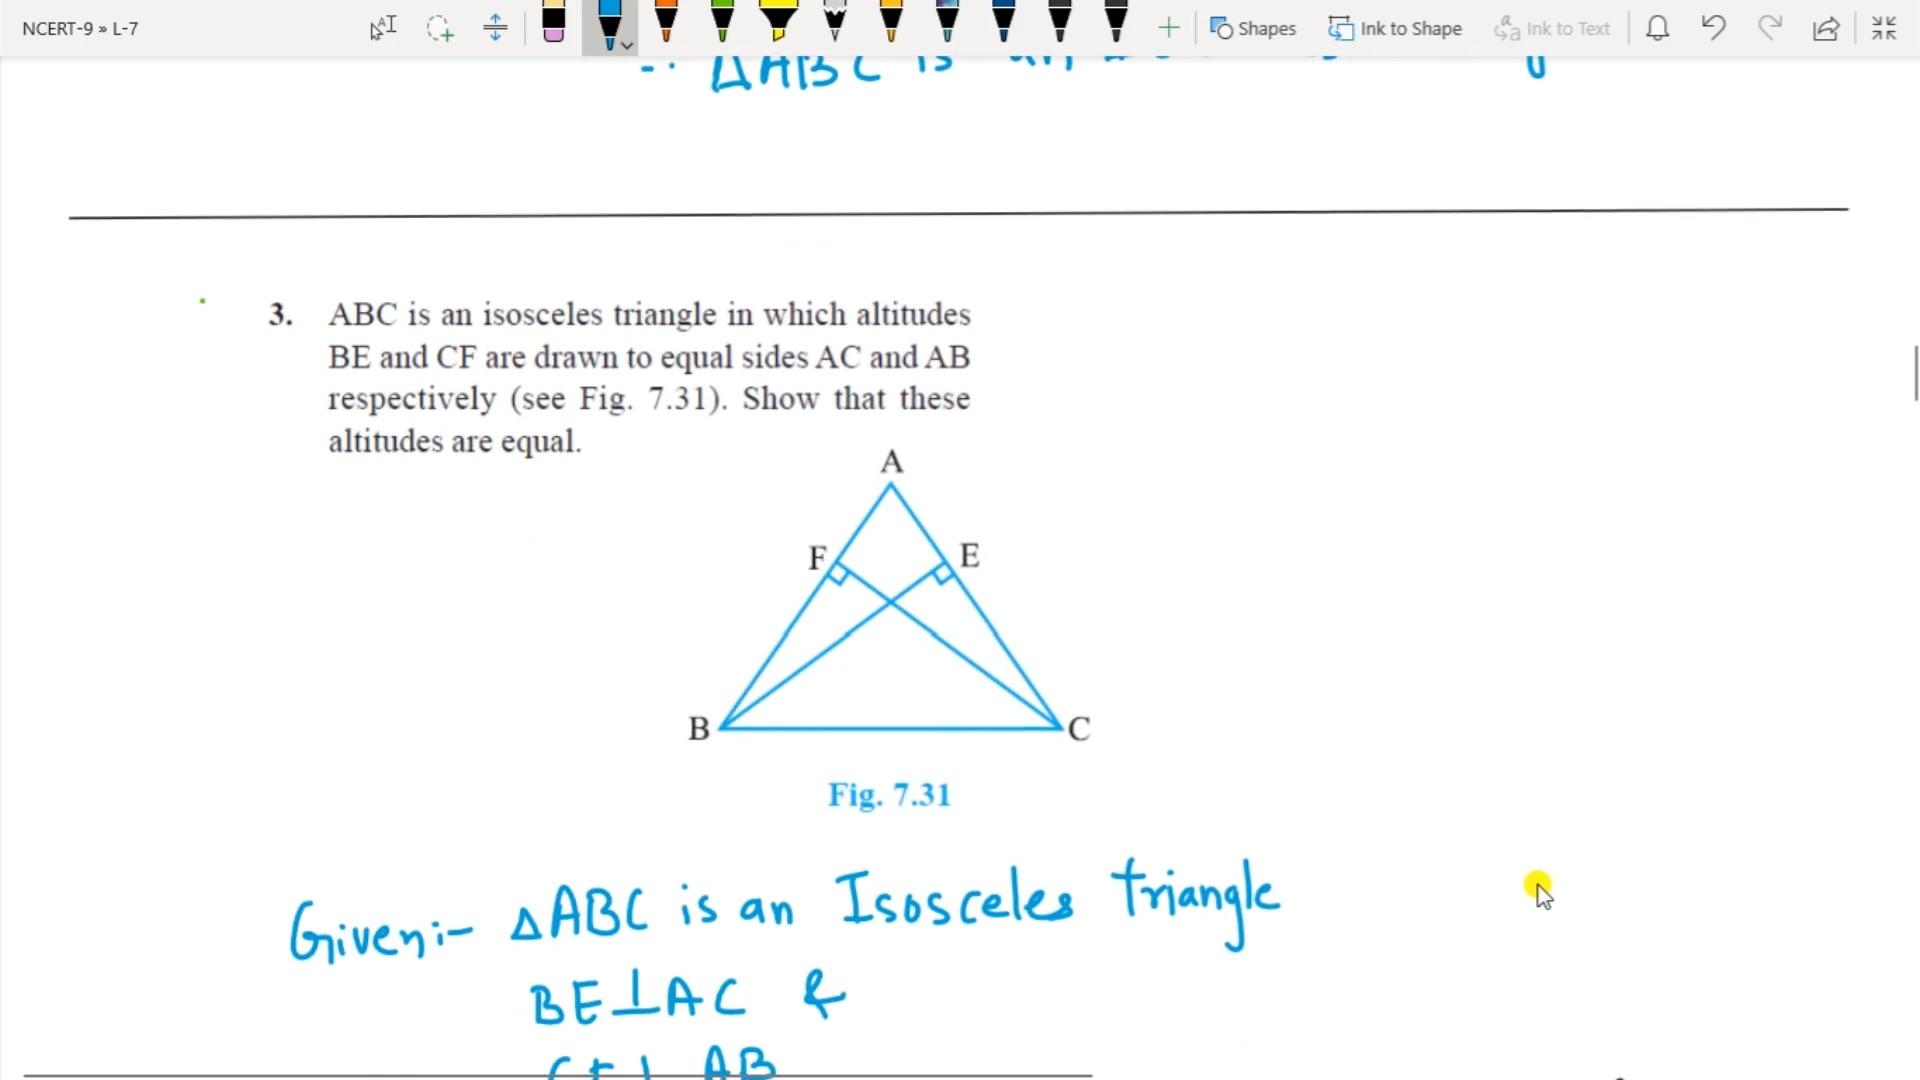 NCERT-9 » L-7
Shapes
Ink to Shape
Ink to Text
ΔABC is an
3. ABC is an isosceles triangle in which altitudes
BE and CF are drawn to equal sides AC and AB
respectively (see Fig. 7.31). Show that these
altitudes are equal.
A
F
E
B
C
Fig. 7.31
Given:- ΔABC is an Isosceles triangle
BE⊥AC &
CF⊥AB